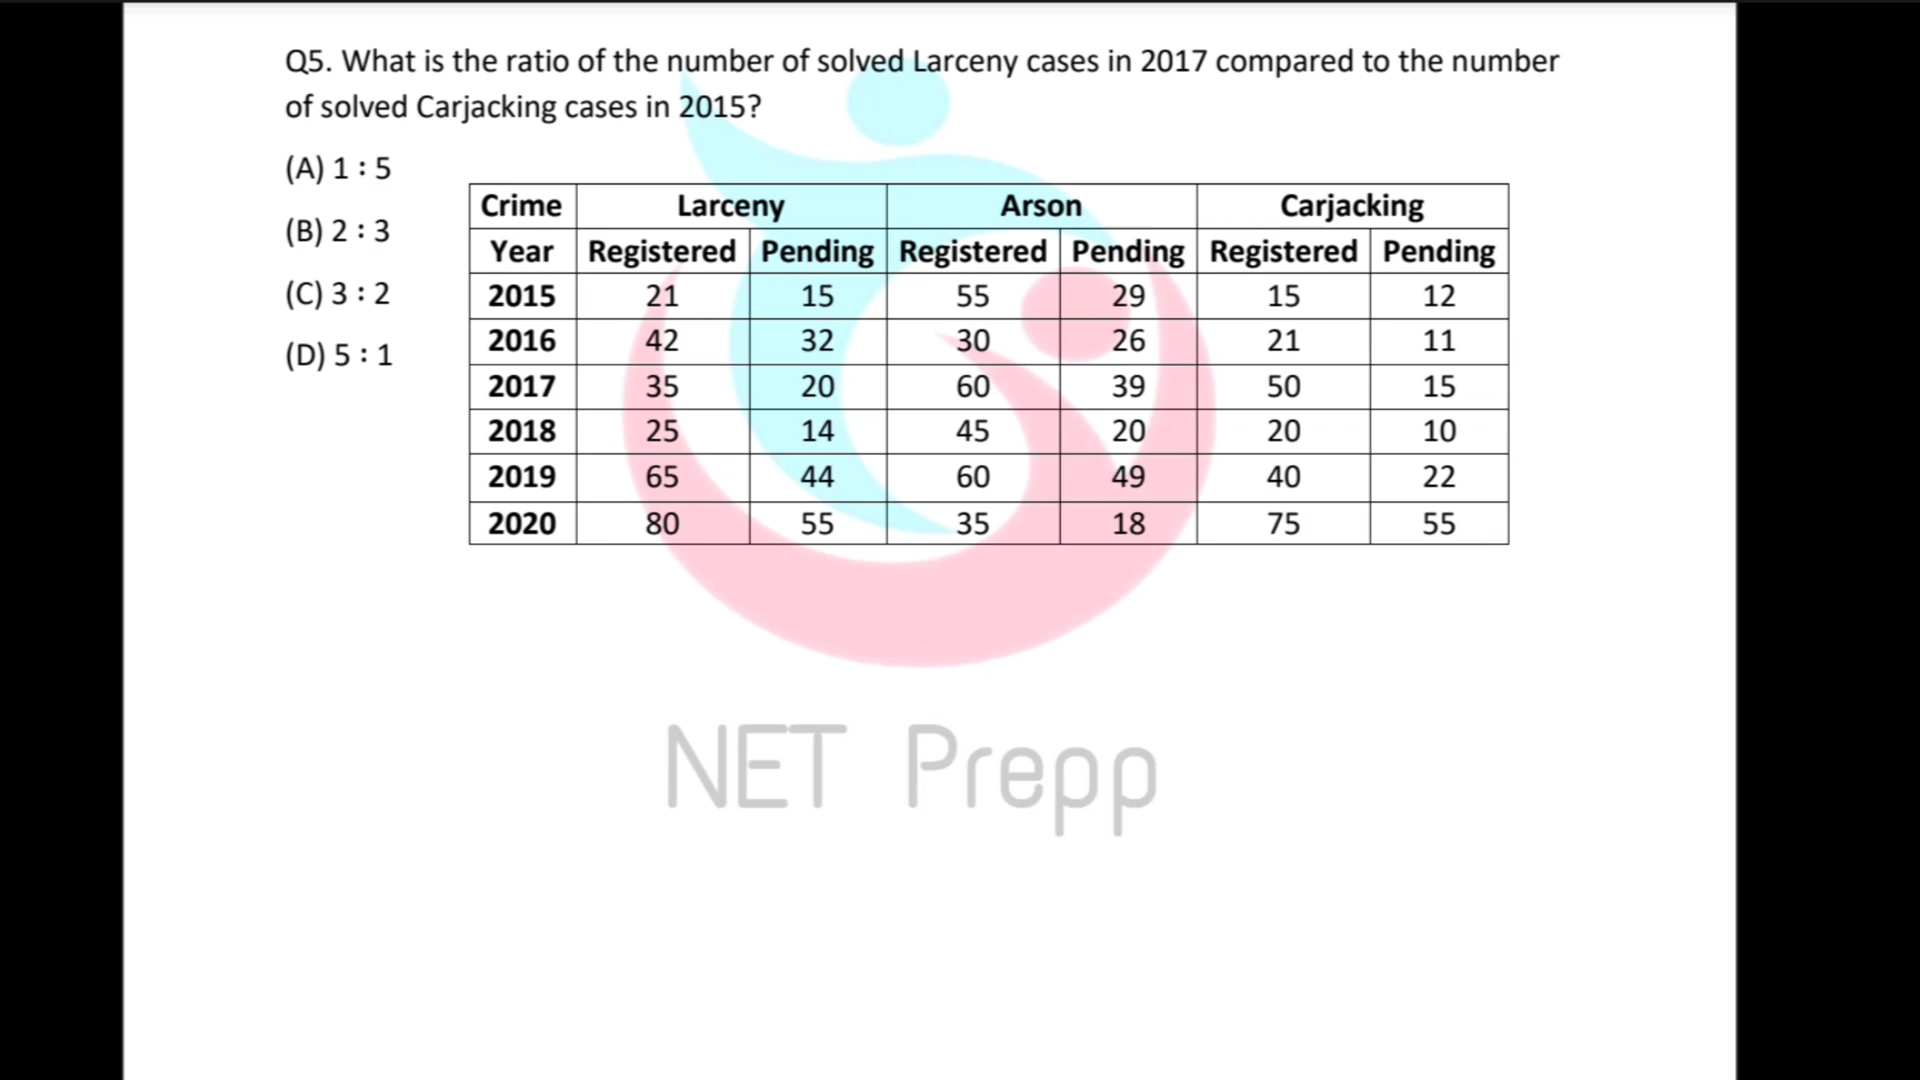 Q5. What is the ratio of the number of solved Larceny cases in 2017 compared to the number
of solved Carjacking cases in 2015?
(A) 1 : 5
(B) 2 : 3
(C) 3 : 2
(D) 5 : 1
Crime Larceny Arson Carjacking
Year Registered Pending Registered Pending Registered Pending
2015 21 15 55 29 15 12
2016 42 32 30 26 21 11
2017 35 20 60 39 50 15
2018 25 14 45 20 20 10
2019 65 44 60 49 40 22
2020 80 55 35 18 75 55
NET Prepp